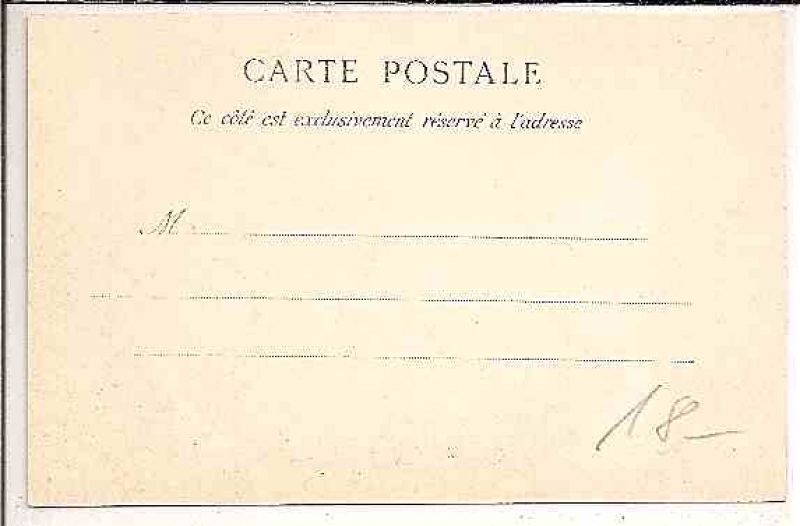 CARTE POSTALE
Ce côté est exclusivement réservé à l'adresse
M
18-